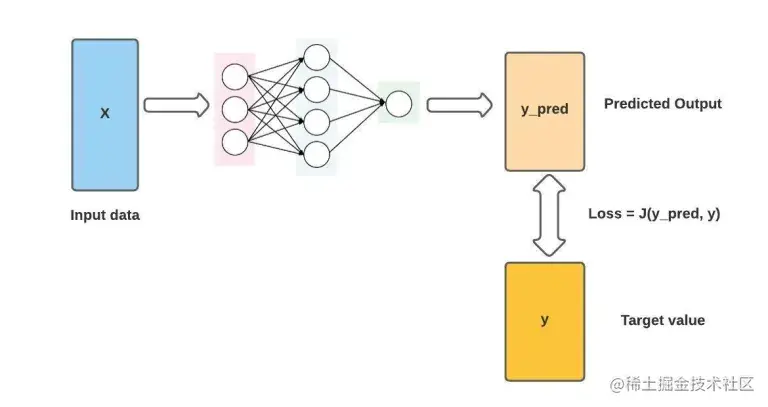 X
Input data
y_pred
Predicted Output
Loss = J(y_pred, y)
y
Target value
@稀土掘金技术社区